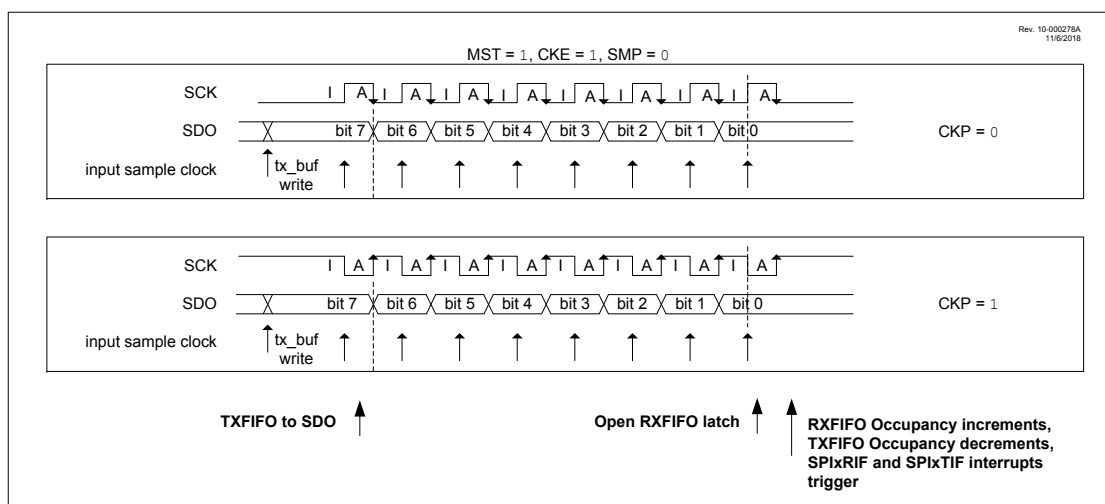 Rev. 10-000278A
11/6/2018
MST = 1, CKE = 1, SMP = 0
SCK I A I A I A I A I A I A I A I A
SDO bit 7 bit 6 bit 5 bit 4 bit 3 bit 2 bit 1 bit 0 CKP = 0
input sample clock tx_buf
write
SCK I A I A I A I A I A I A I A I A
SDO bit 7 bit 6 bit 5 bit 4 bit 3 bit 2 bit 1 bit 0 CKP = 1
input sample clock tx_buf
write
TXFIFO to SDO Open RXFIFO latch RXFIFO Occupancy increments,
TXFIFO Occupancy decrements,
SPIxRIF and SPIxTIF interrupts
trigger